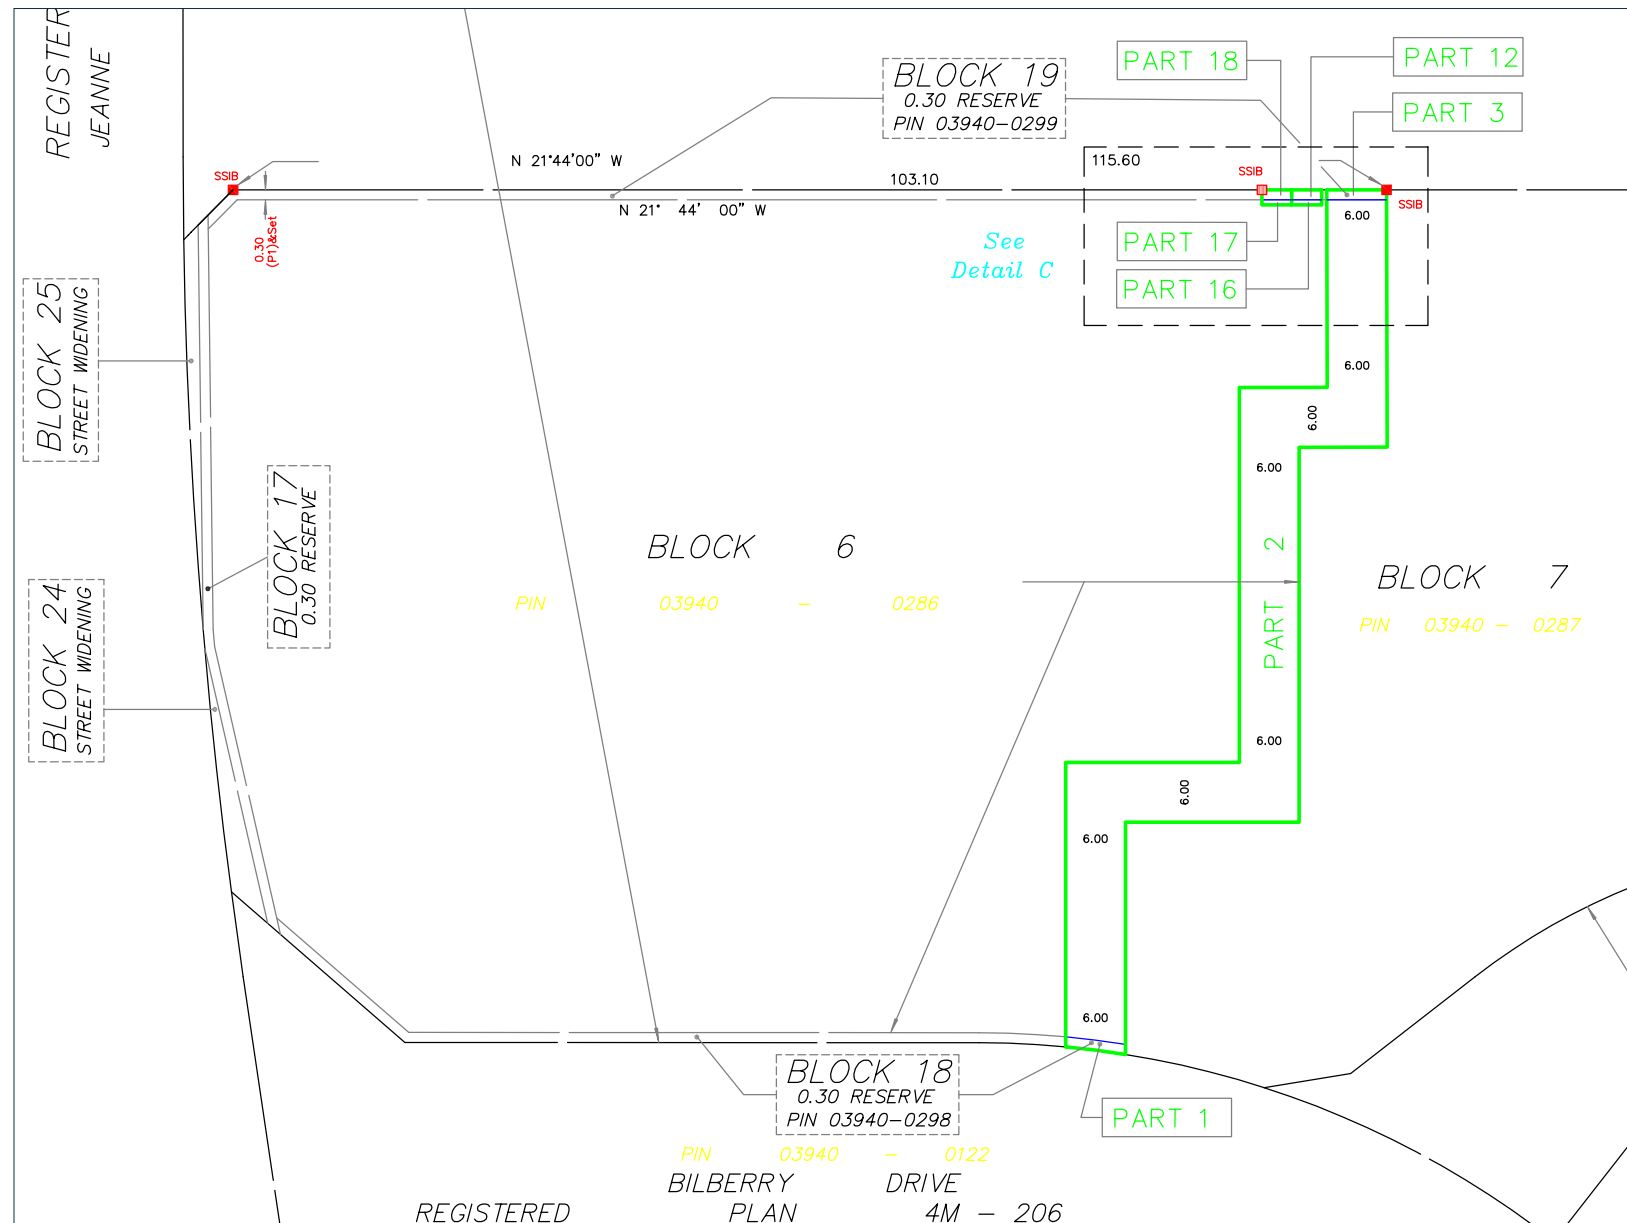 REGISTER
JEANNE
BLOCK 19
0.30 RESERVE
PIN 03940-0299
PART 18
PART 12
PART 3
N 21°44'00" W
103.10
115.60
SSIB
SSIB
SSIB
N 21° 44' 00" W
0.30
(P1)&Set
6.00
See
Detail C
PART 17
PART 16
BLOCK 25
STREET WIDENING
6.00
6.00
6.00
BLOCK 17
0.30 RESERVE
BLOCK 6
PIN 03940 - 0286
PART 2
BLOCK 7
PIN 03940 - 0287
BLOCK 24
STREET WIDENING
6.00
6.00
6.00
6.00
BLOCK 18
0.30 RESERVE
PIN 03940-0298
PART 1
PIN 03940 - 0122
BILBERRY DRIVE
REGISTERED PLAN 4M - 206